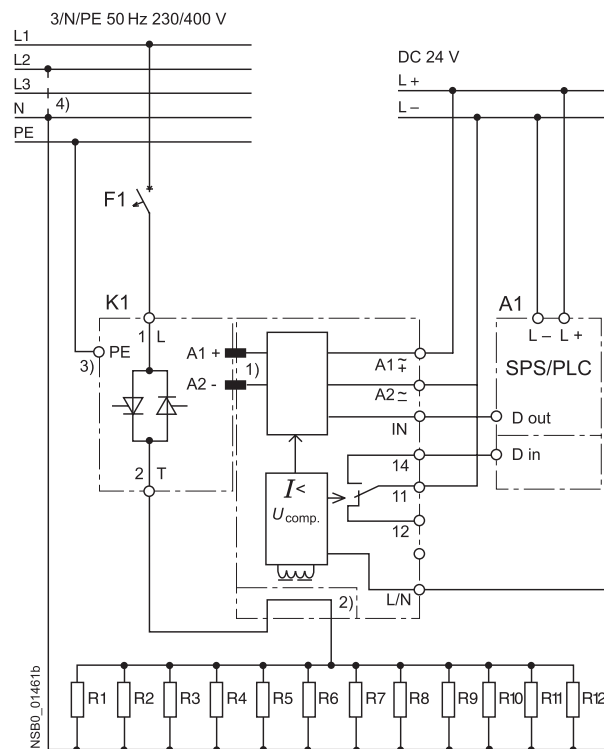 3/N/PE 50 Hz 230/400 V
L1
L2
L3
N
4)
PE
DC 24 V
L +
L –
F1
K1
A1
1 L
PE
3)
A1 +
A2 -
1)
A1 ~ +
A2 ~ –
IN
L – L +
SPS/PLC
D out
D in
14
11
12
2 T
I<
U comp.
2)
L/N
R1 R2 R3 R4 R5 R6 R7 R8 R9 R10 R11 R12
NSB0_01461b